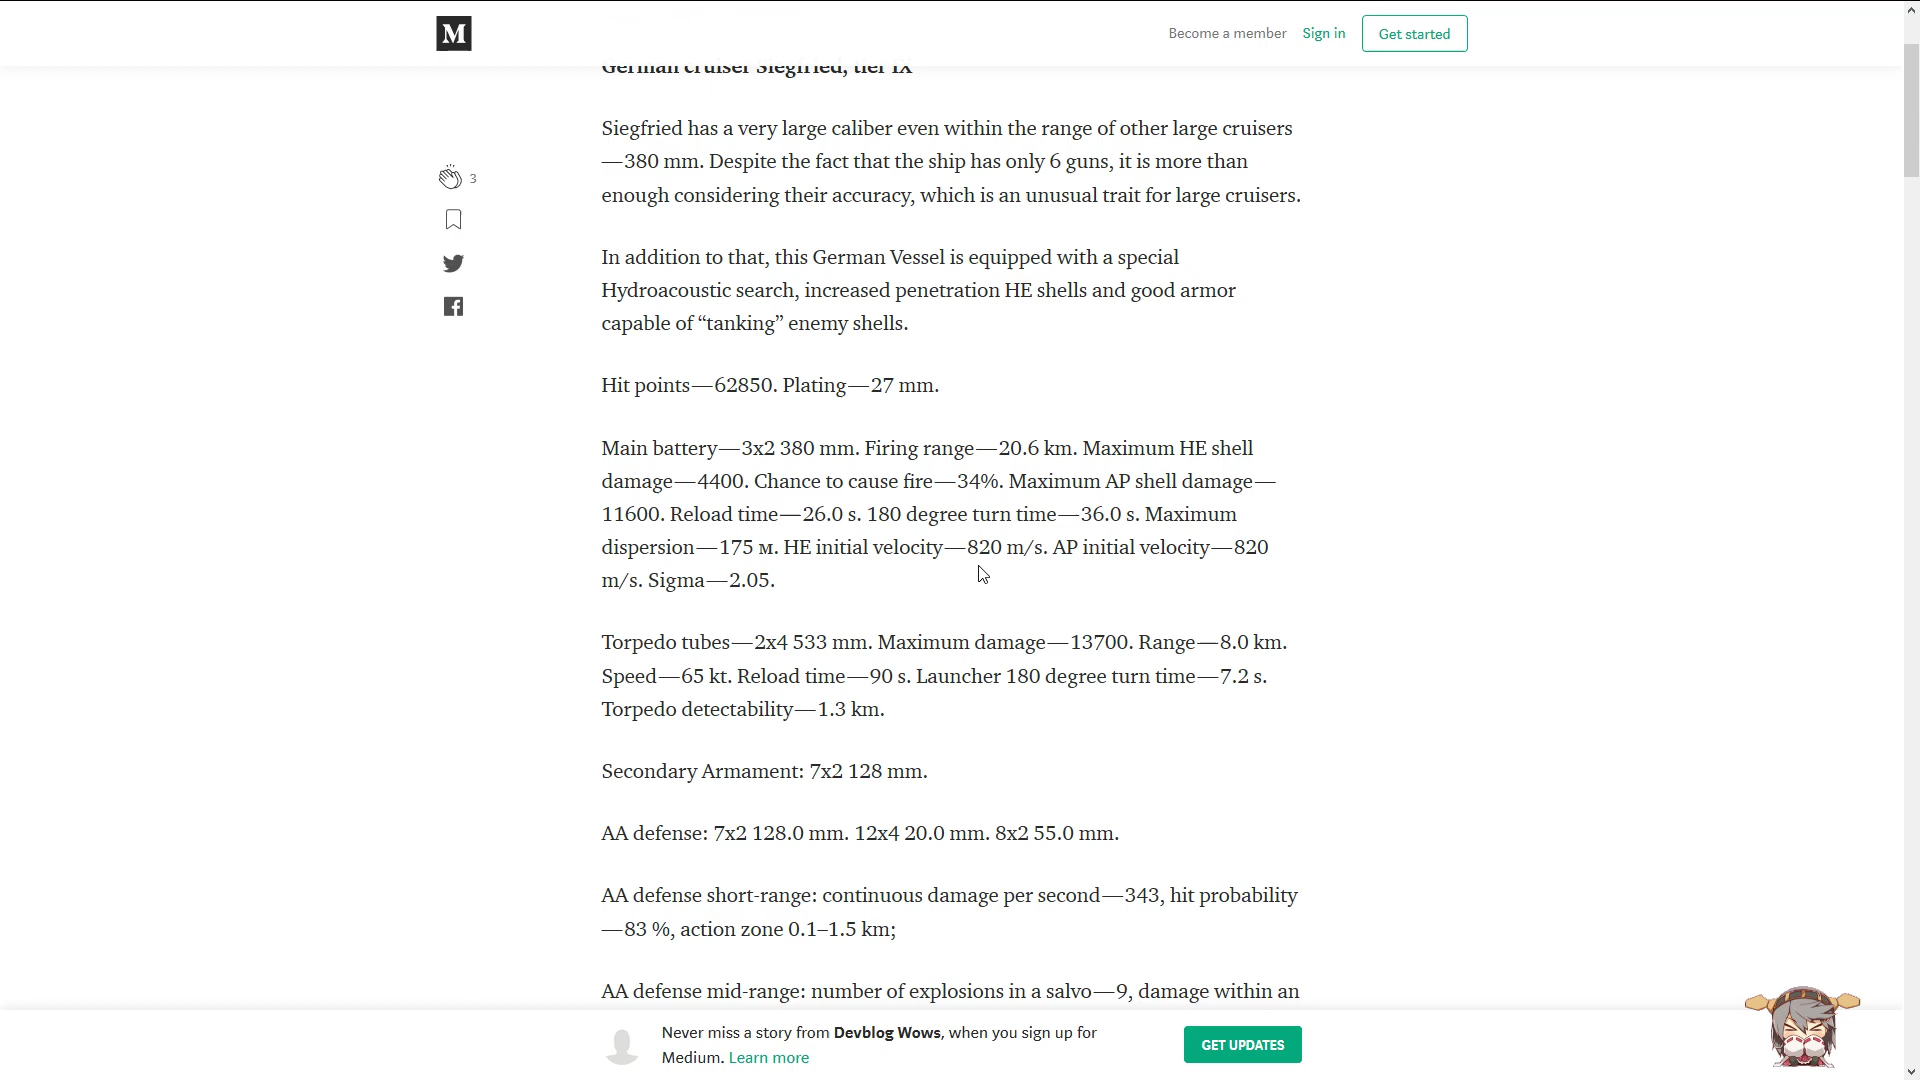 M
Become a member Sign in Get started
German cruiser Siegfried, tier IX
Siegfried has a very large caliber even within the range of other large cruisers
—380 mm. Despite the fact that the ship has only 6 guns, it is more than
enough considering their accuracy, which is an unusual trait for large cruisers.
3
In addition to that, this German Vessel is equipped with a special
Hydroacoustic search, increased penetration HE shells and good armor
capable of “tanking” enemy shells.
Hit points—62850. Plating—27 mm.
Main battery—3x2 380 mm. Firing range—20.6 km. Maximum HE shell
damage—4400. Chance to cause fire—34%. Maximum AP shell damage—
11600. Reload time—26.0 s. 180 degree turn time—36.0 s. Maximum
dispersion—175 м. HE initial velocity—820 m/s. AP initial velocity—820
m/s. Sigma—2.05.
Torpedo tubes—2x4 533 mm. Maximum damage—13700. Range—8.0 km.
Speed—65 kt. Reload time—90 s. Launcher 180 degree turn time—7.2 s.
Torpedo detectability—1.3 km.
Secondary Armament: 7x2 128 mm.
AA defense: 7x2 128.0 mm. 12x4 20.0 mm. 8x2 55.0 mm.
AA defense short-range: continuous damage per second—343, hit probability
—83 %, action zone 0.1–1.5 km;
AA defense mid-range: number of explosions in a salvo—9, damage within an
Never miss a story from Devblog Wows, when you sign up for
Medium. Learn more
GET UPDATES